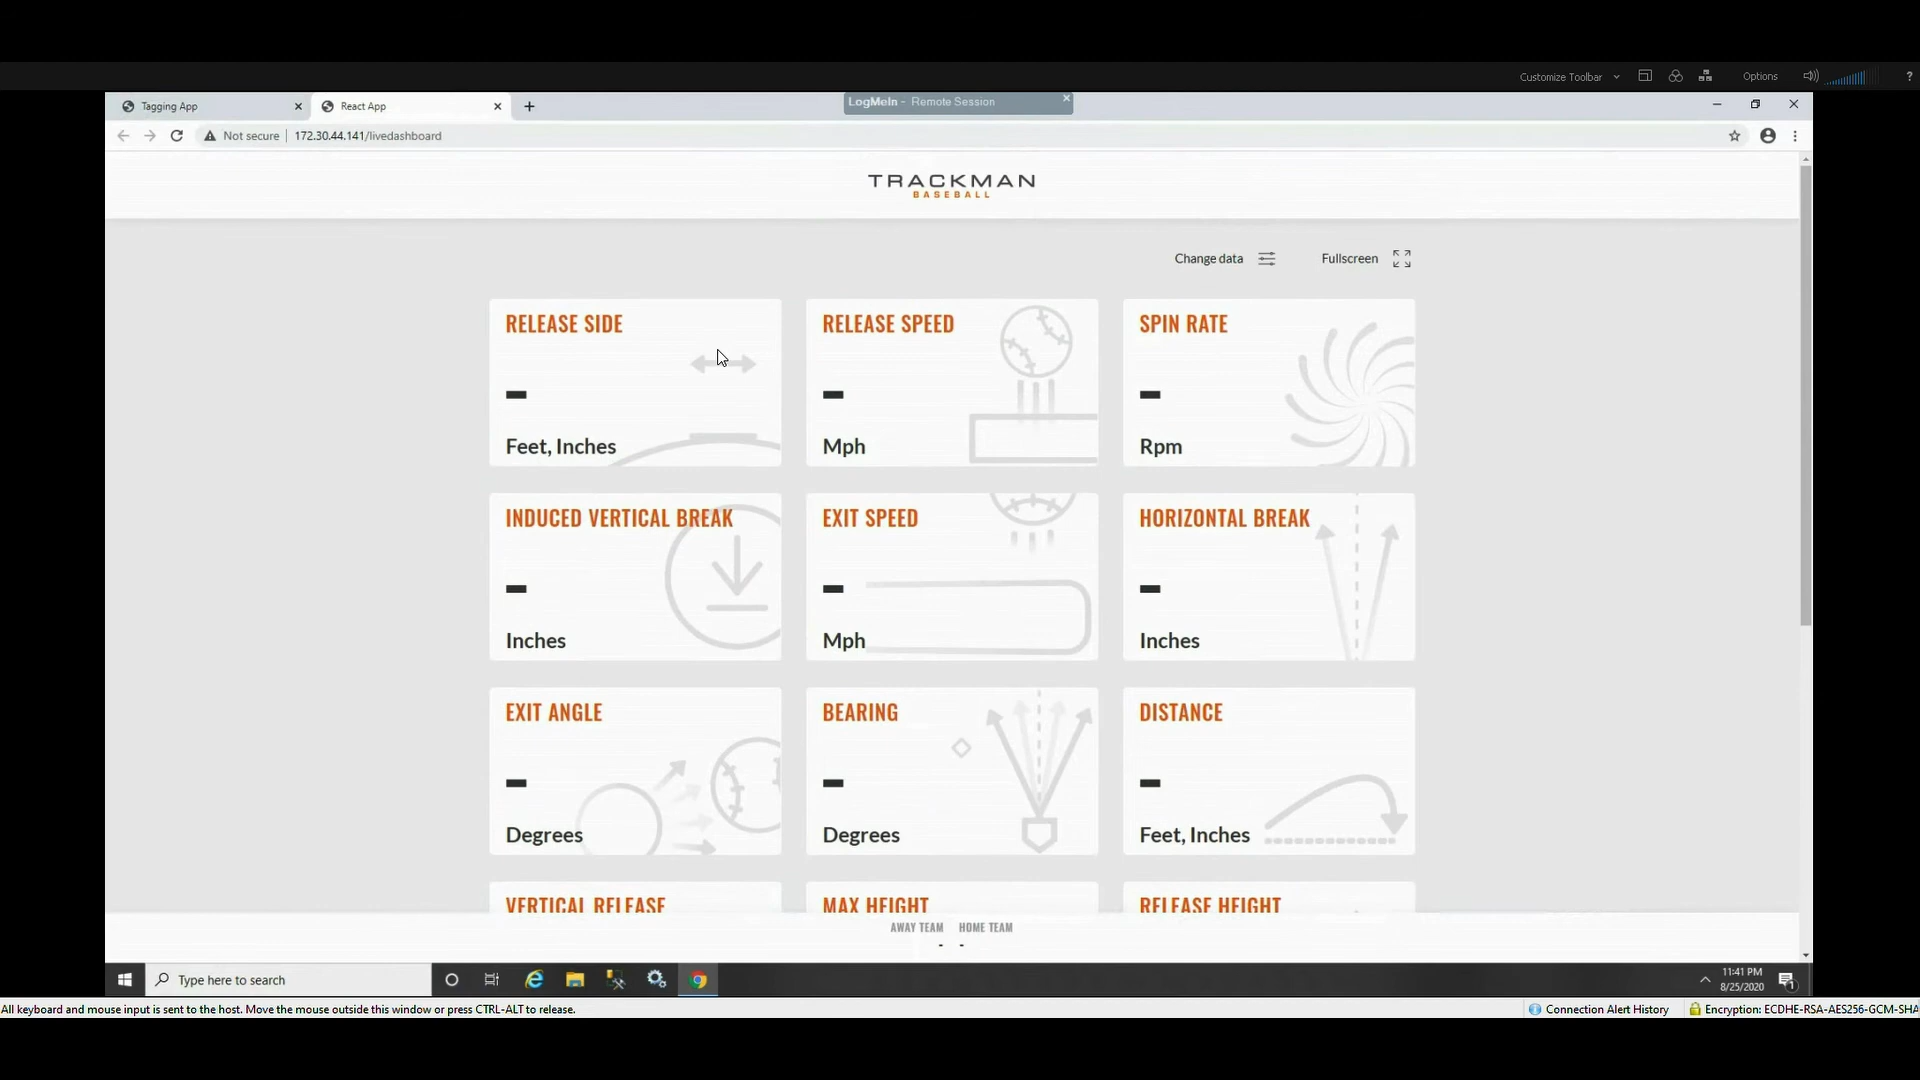 Customize Toolbar
Options
?
Tagging App
React App
LogMeIn - Remote Session
Not secure
172.30.44.141/livedashboard
TRACKMAN
BASEBALL
Change data
Fullscreen
RELEASE SIDE
-
Feet, Inches
RELEASE SPEED
-
Mph
SPIN RATE
-
Rpm
INDUCED VERTICAL BREAK
-
Inches
EXIT SPEED
-
Mph
HORIZONTAL BREAK
-
Inches
EXIT ANGLE
-
Degrees
BEARING
-
Degrees
DISTANCE
-
Feet, Inches
VERTICAL RELEASE
MAX HEIGHT
RELEASE HEIGHT
AWAY TEAM HOME TEAM
- -
Type here to search
11:41 PM
8/25/2020
1
All keyboard and mouse input is sent to the host. Move the mouse outside this window or press CTRL-ALT to release.
Connection Alert History
Encryption: ECDHE-RSA-AES256-GCM-SHA